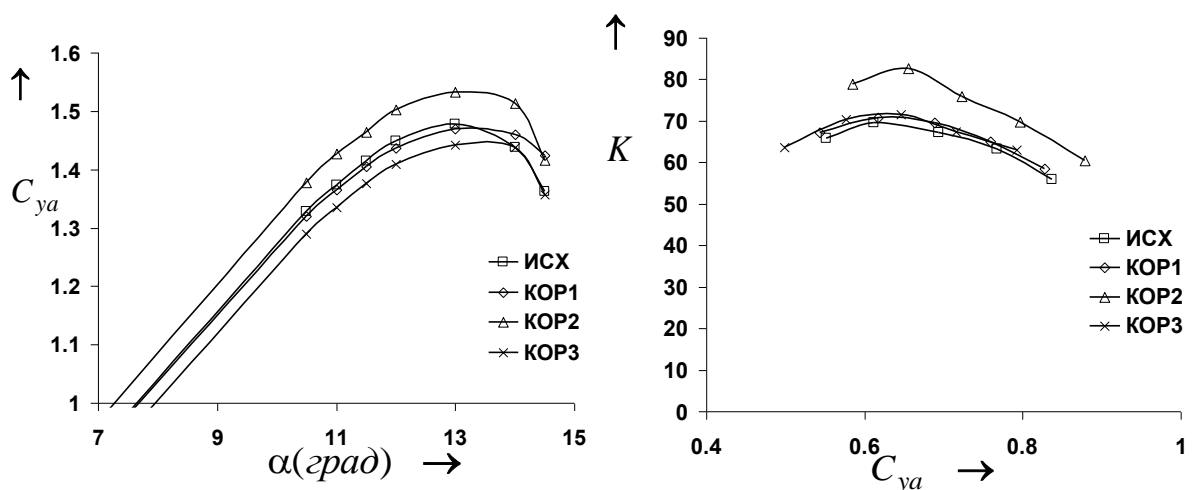 1.6
1.5
1.4
1.3
1.2
1.1
1
C_ya
7 9 11 13 15
α(град)
ИСХ
КОР1
КОР2
КОР3
90
80
70
60
50
40
30
20
10
0
K
0.4 0.6 0.8 1
C_ya
ИСХ
КОР1
КОР2
КОР3